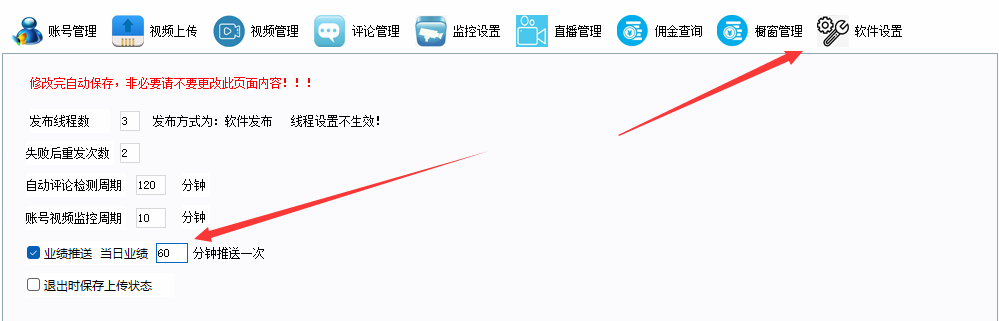 账号管理 视频上传 视频管理 评论管理 监控设置 直播管理 佣金查询 橱窗管理 软件设置
修改完自动保存，非必要请不要更改此页面内容！！！
发布线程数 3 发布方式为：软件发布 线程设置不生效！
失败后重发次数 2
自动评论检测周期 120 分钟
账号视频监控周期 10 分钟
业绩推送 当日业绩 60 分钟推送一次
退出时保存上传状态